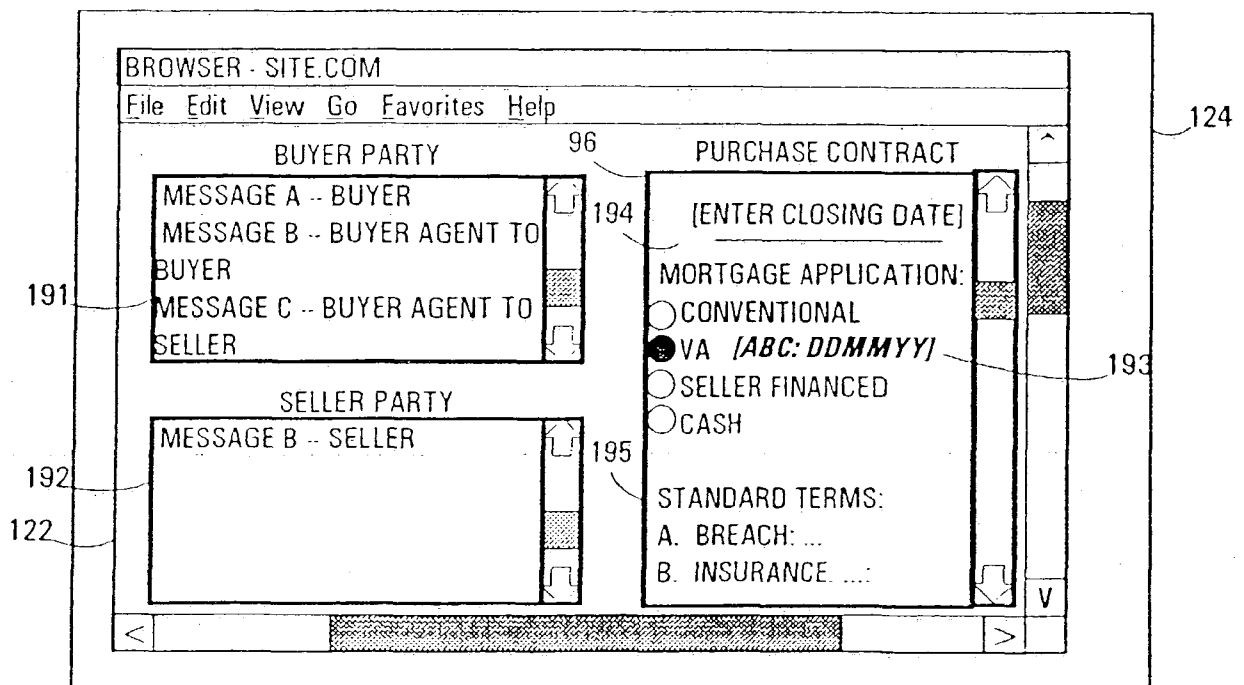 BROWSER - SITE.COM
File Edit View Go Favorites Help
124
BUYER PARTY
MESSAGE A -- BUYER
MESSAGE B -- BUYER AGENT TO
BUYER
MESSAGE C -- BUYER AGENT TO
SELLER
191
SELLER PARTY
MESSAGE B -- SELLER
192
122
96
PURCHASE CONTRACT
194
[ENTER CLOSING DATE]
MORTGAGE APPLICATION:
CONVENTIONAL
VA [ABC: DDMMYY]
193
SELLER FINANCED
CASH
195
STANDARD TERMS:
A. BREACH: ...
B. INSURANCE. ...:
^
V
< >